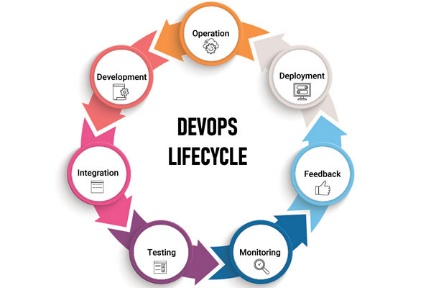 Operation
Development
Deployment
DEVOPS
LIFECYCLE
Integration
Feedback
Testing
Monitoring